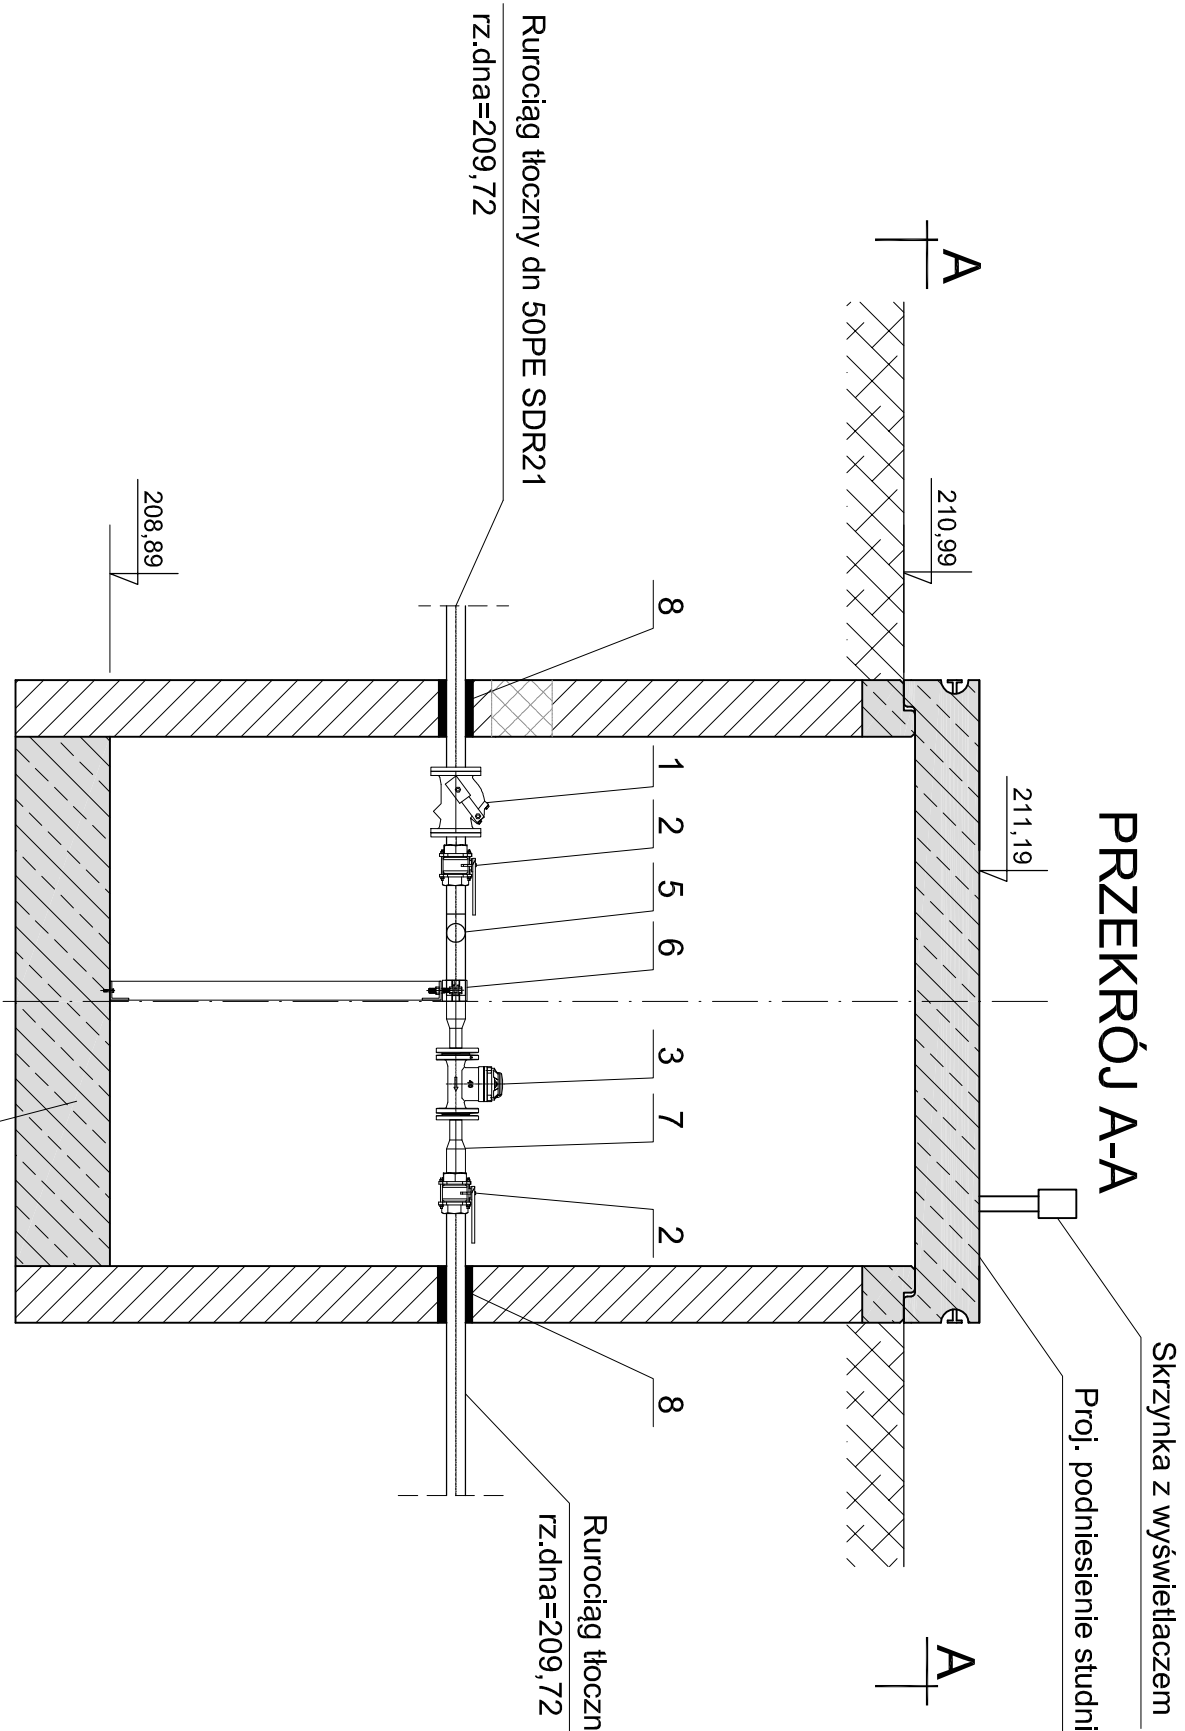 PRZEKRÓJ A-A
Skrzynka z wyświetlaczem
Proj. podniesienie studni
211,19
A
A
210,99
8
1
2
5
6
3
7
2
8
Rurociąg tłoczny dn 50PE SDR21
rz.dna=209,72
Rurociąg tłoczn
rz.dna=209,72
208,89